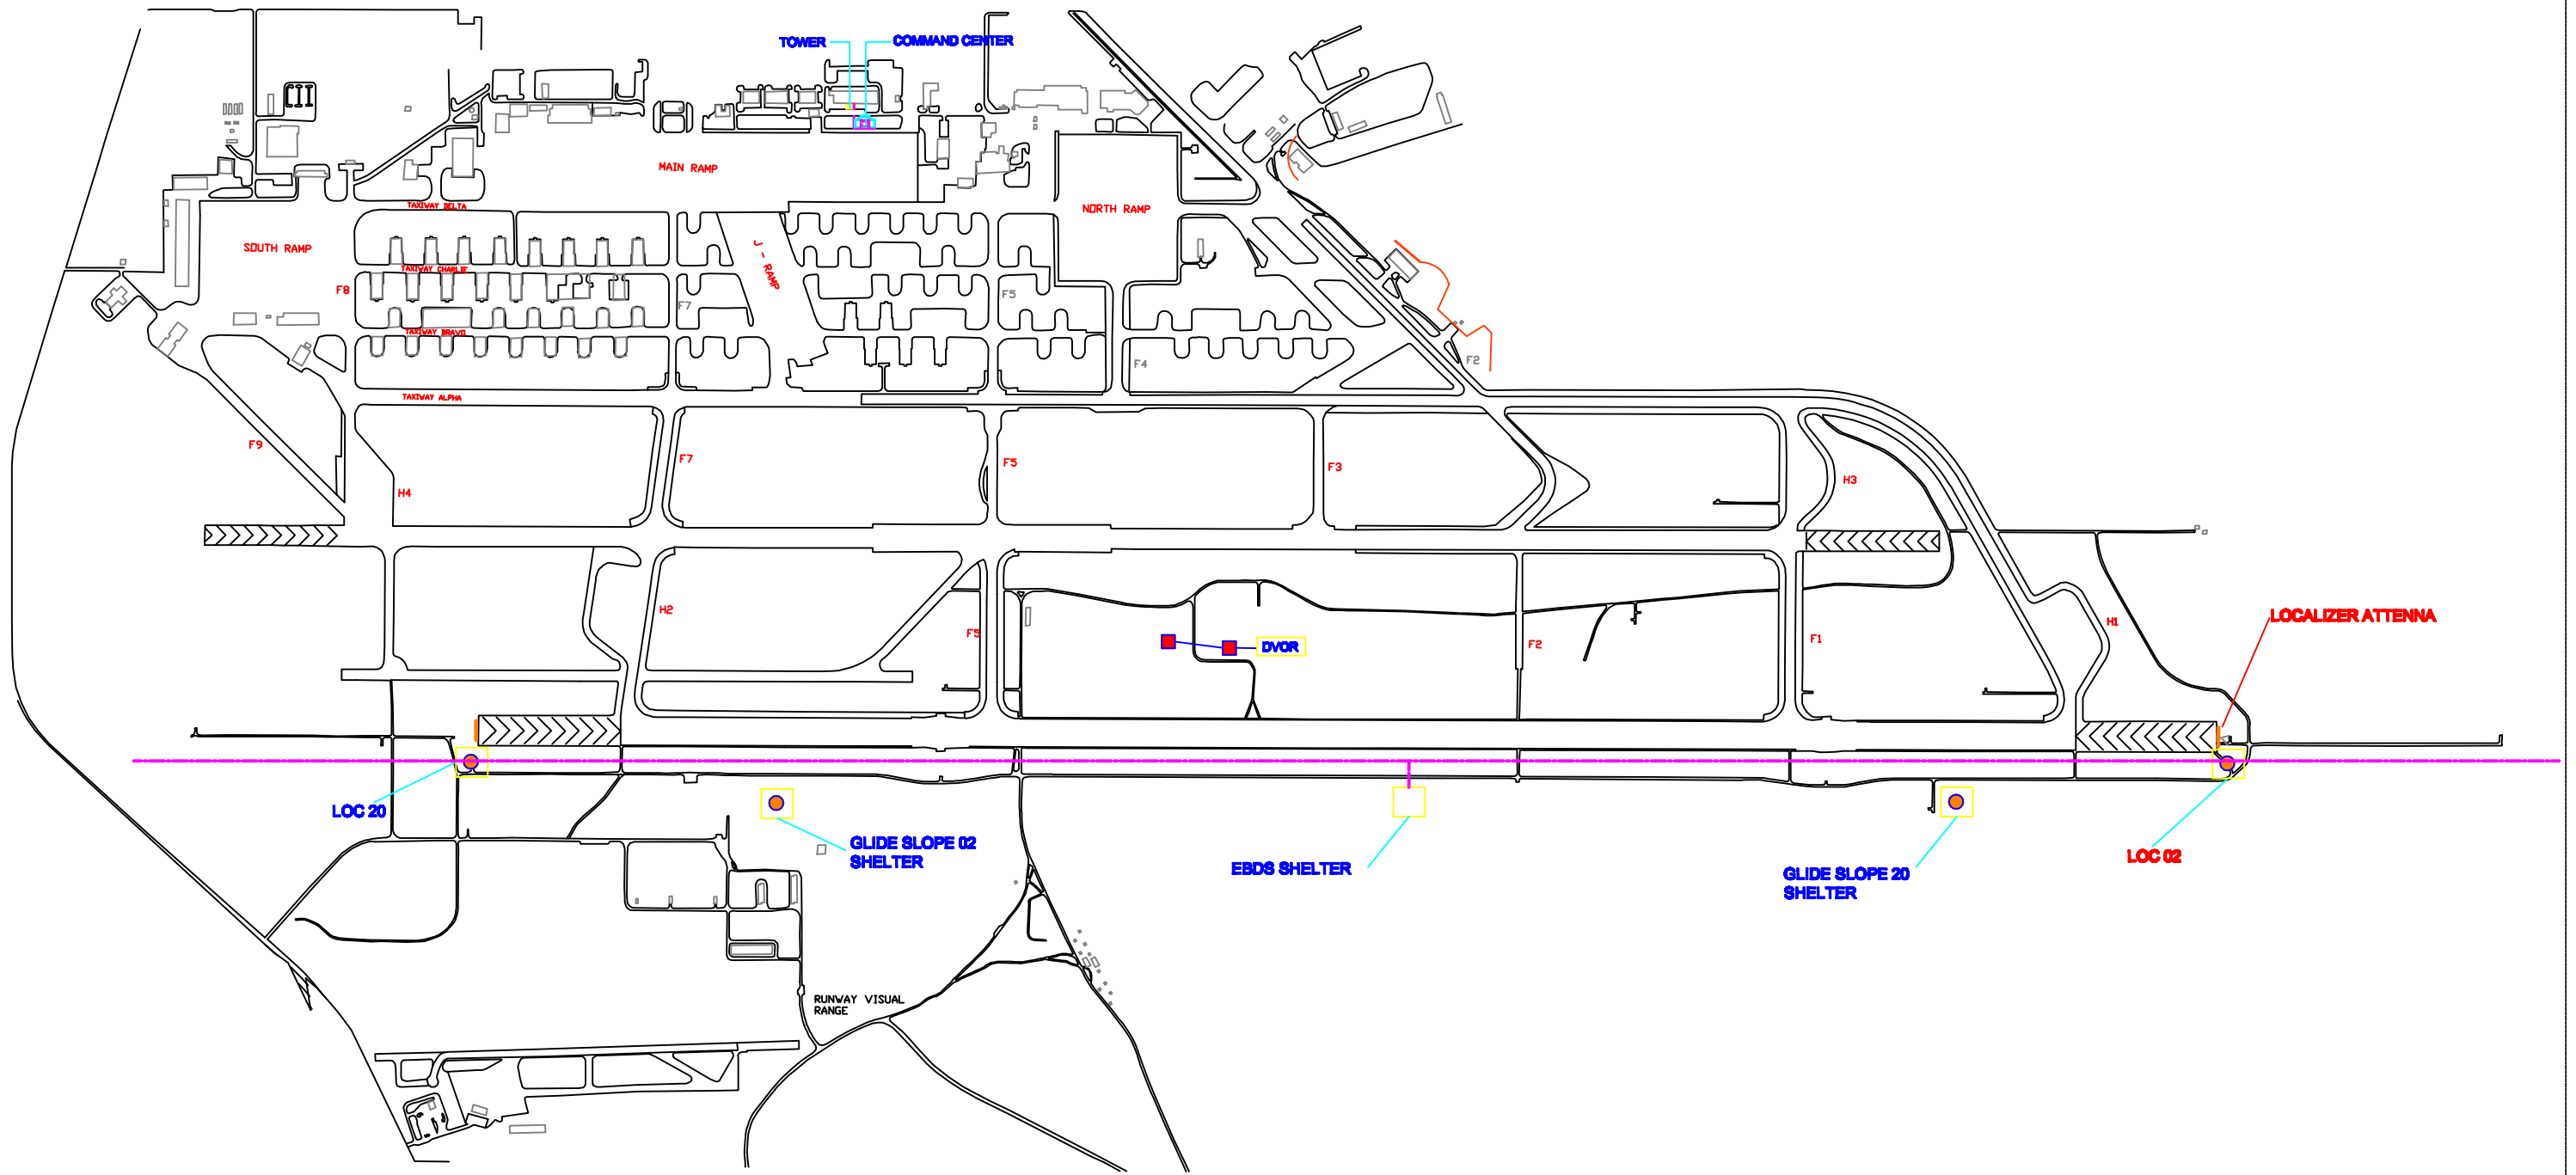 TOWER
COMMAND CENTER
MAIN RAMP
TAXIWAY DELTA
NORTH RAMP
SOUTH RAMP
J - RAMP
TAXIWAY CHARLIE
F8
F7
F5
TAXIWAY BRAVO
F4
F2
TAXIWAY ALPHA
F9
F7
F5
F3
H3
H4
H2
F5
DVOR
F2
F1
H1
LOCALIZER ATTENNA
LOC 20
GLIDE SLOPE 02
SHELTER
EBDS SHELTER
GLIDE SLOPE 20
SHELTER
LOC 02
RUNWAY VISUAL
RANGE